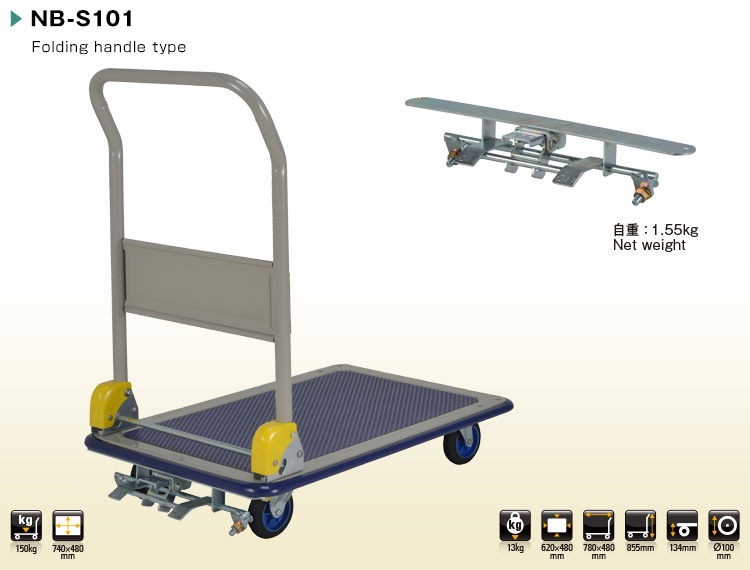 NB-S101
Folding handle type
自重：1.55kg
Net weight
kg
150kg
740×480
mm
kg
13kg
620×480
mm
780×480
mm
855mm
134mm
∅100
mm